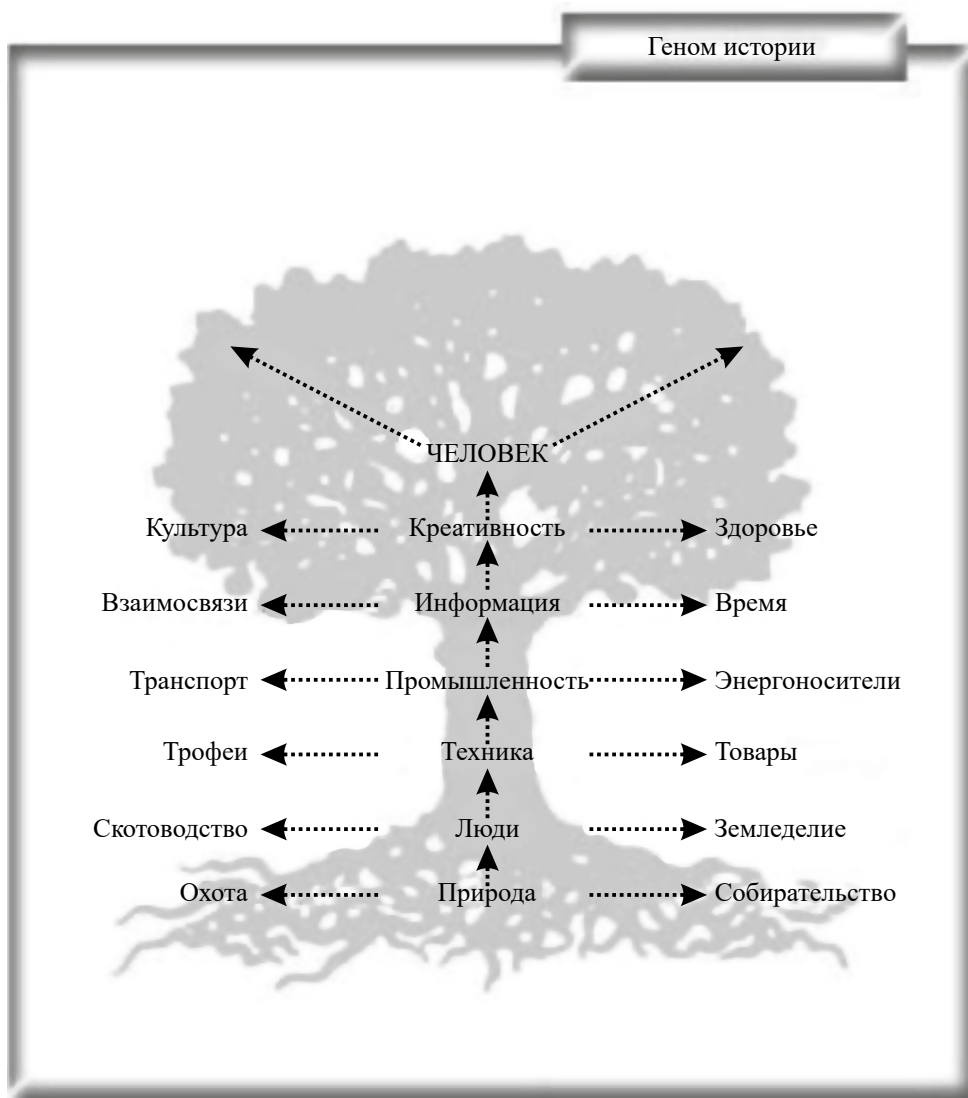 Геном истории
ЧЕЛОВЕК
Культура Креативность Здоровье
Взаимосвязи Информация Время
Транспорт Промышленность Энергоносители
Трофеи Техника Товары
Скотоводство Люди Земледелие
Охота Природа Собирательство